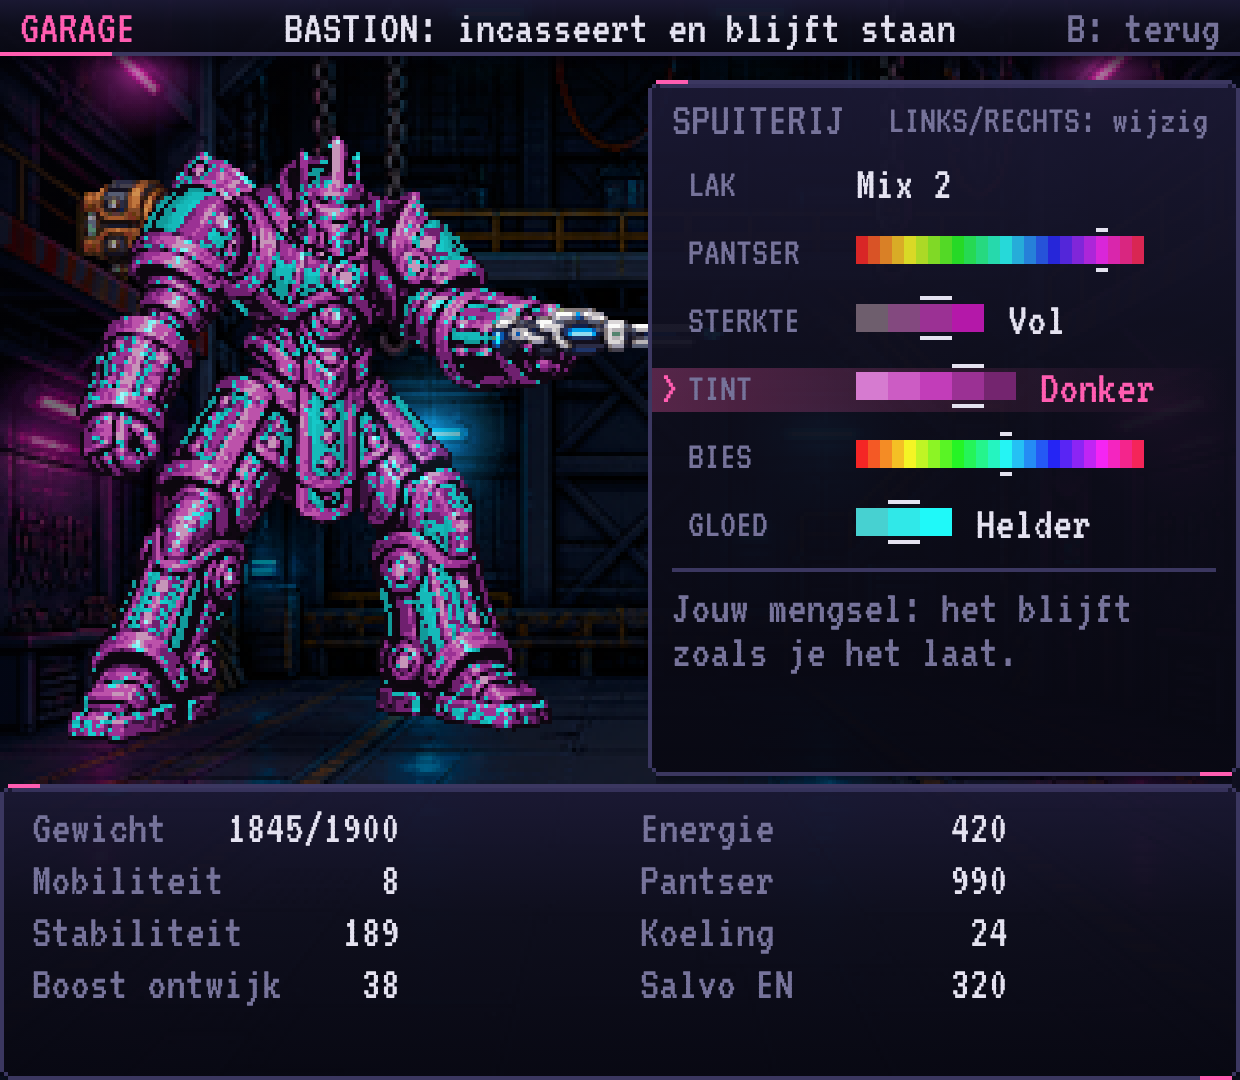 GARAGE BASTION: incasseert en blijft staan B: terug
SPUITERIJ LINKS/RECHTS: wijzig
LAK Mix 2
PANTSER
STERKTE Vol
TINT Donker
BIES
GLOED Helder
Jouw mengsel: het blijft
zoals je het laat.
Gewicht 1845/1900 Energie 420
Mobiliteit 8 Pantser 990
Stabiliteit 189 Koeling 24
Boost ontwijk 38 Salvo EN 320